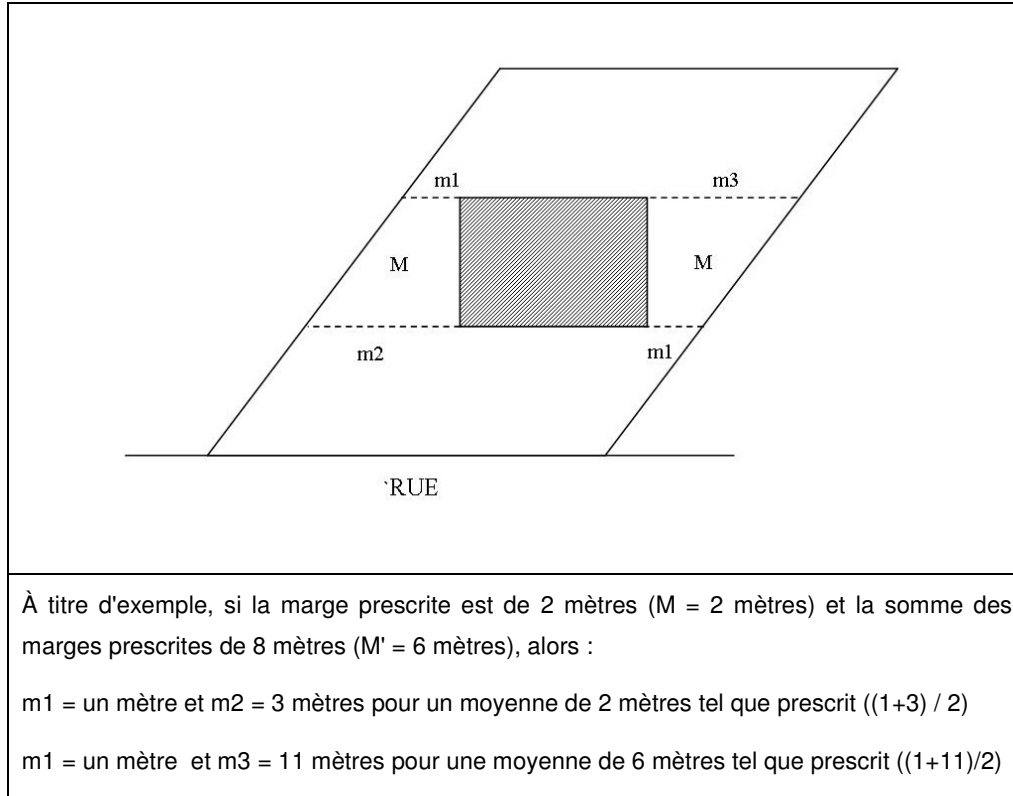 m1 m3
M M
m2 m1
`RUE
À titre d'exemple, si la marge prescrite est de 2 mètres (M = 2 mètres) et la somme des
marges prescrites de 8 mètres (M' = 6 mètres), alors :
m1 = un mètre et m2 = 3 mètres pour un moyenne de 2 mètres tel que prescrit ((1+3) / 2)
m1 = un mètre et m3 = 11 mètres pour une moyenne de 6 mètres tel que prescrit ((1+11)/2)